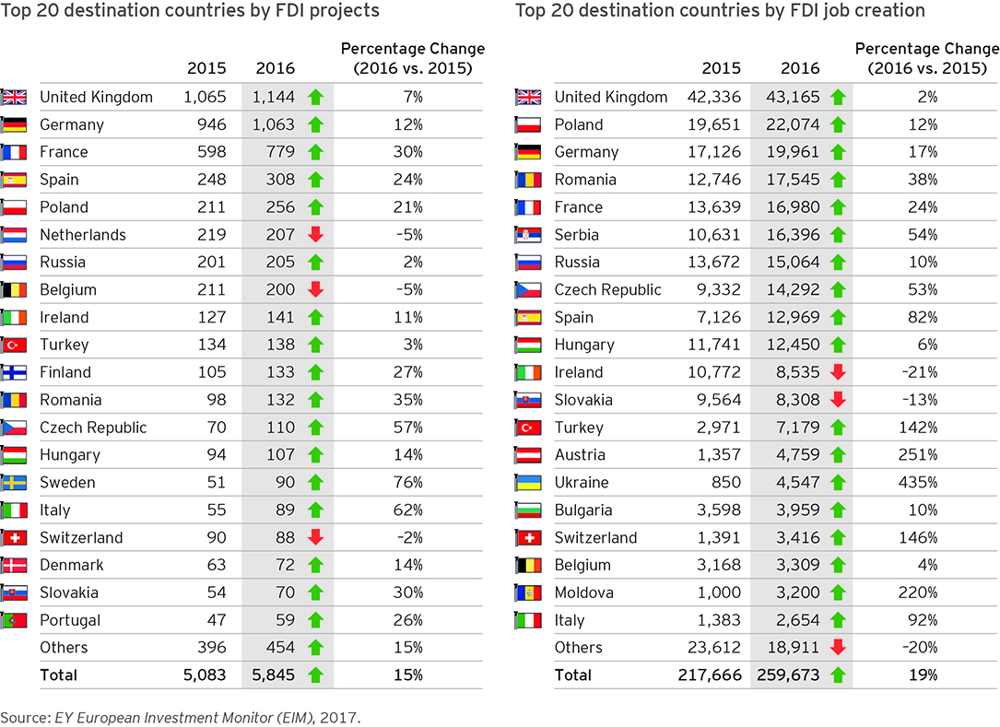 Top 20 destination countries by FDI projects
Percentage Change
2015 2016 (2016 vs. 2015)
United Kingdom 1,065 1,144 7%
Germany 946 1,063 12%
France 598 779 30%
Spain 248 308 24%
Poland 211 256 21%
Netherlands 219 207 –5%
Russia 201 205 2%
Belgium 211 200 –5%
Ireland 127 141 11%
Turkey 134 138 3%
Finland 105 133 27%
Romania 98 132 35%
Czech Republic 70 110 57%
Hungary 94 107 14%
Sweden 51 90 76%
Italy 55 89 62%
Switzerland 90 88 –2%
Denmark 63 72 14%
Slovakia 54 70 30%
Portugal 47 59 26%
Others 396 454 15%
Total 5,083 5,845 15%
Top 20 destination countries by FDI job creation
Percentage Change
2015 2016 (2016 vs. 2015)
United Kingdom 42,336 43,165 2%
Poland 19,651 22,074 12%
Germany 17,126 19,961 17%
Romania 12,746 17,545 38%
France 13,639 16,980 24%
Serbia 10,631 16,396 54%
Russia 13,672 15,064 10%
Czech Republic 9,332 14,292 53%
Spain 7,126 12,969 82%
Hungary 11,741 12,450 6%
Ireland 10,772 8,535 –21%
Slovakia 9,564 8,308 –13%
Turkey 2,971 7,179 142%
Austria 1,357 4,759 251%
Ukraine 850 4,547 435%
Bulgaria 3,598 3,959 10%
Switzerland 1,391 3,416 146%
Belgium 3,168 3,309 4%
Moldova 1,000 3,200 220%
Italy 1,383 2,654 92%
Others 23,612 18,911 –20%
Total 217,666 259,673 19%
Source: EY European Investment Monitor (EIM), 2017.